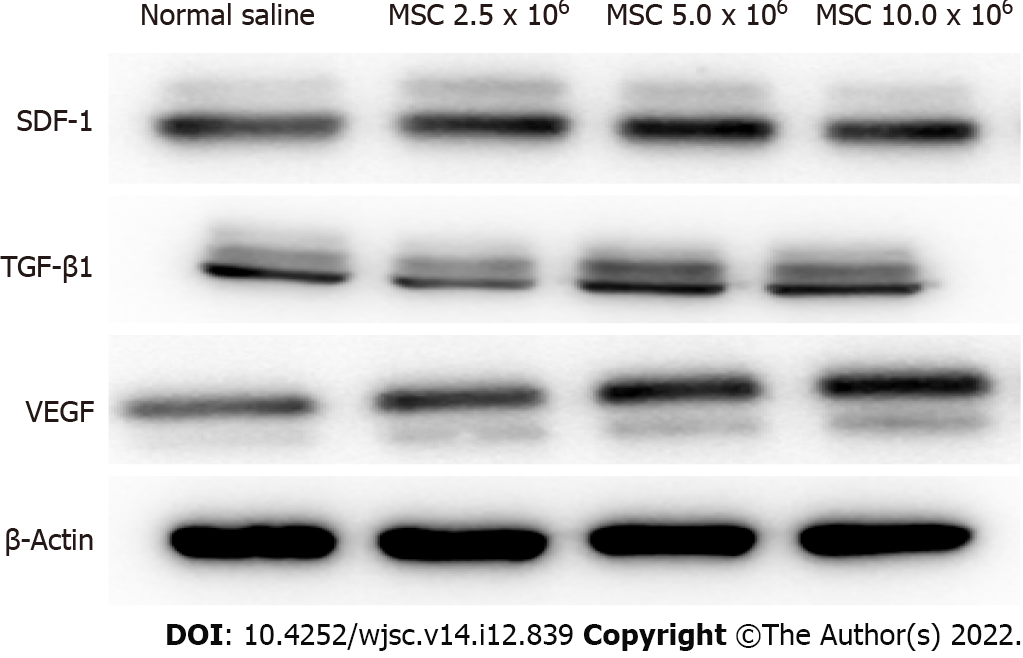 Normal saline MSC 2.5 x 10⁶ MSC 5.0 x 10⁶ MSC 10.0 x 10⁶
SDF-1
TGF-β1
VEGF
β-Actin
DOI: 10.4252/wjsc.v14.i12.839 Copyright ©The Author(s) 2022.